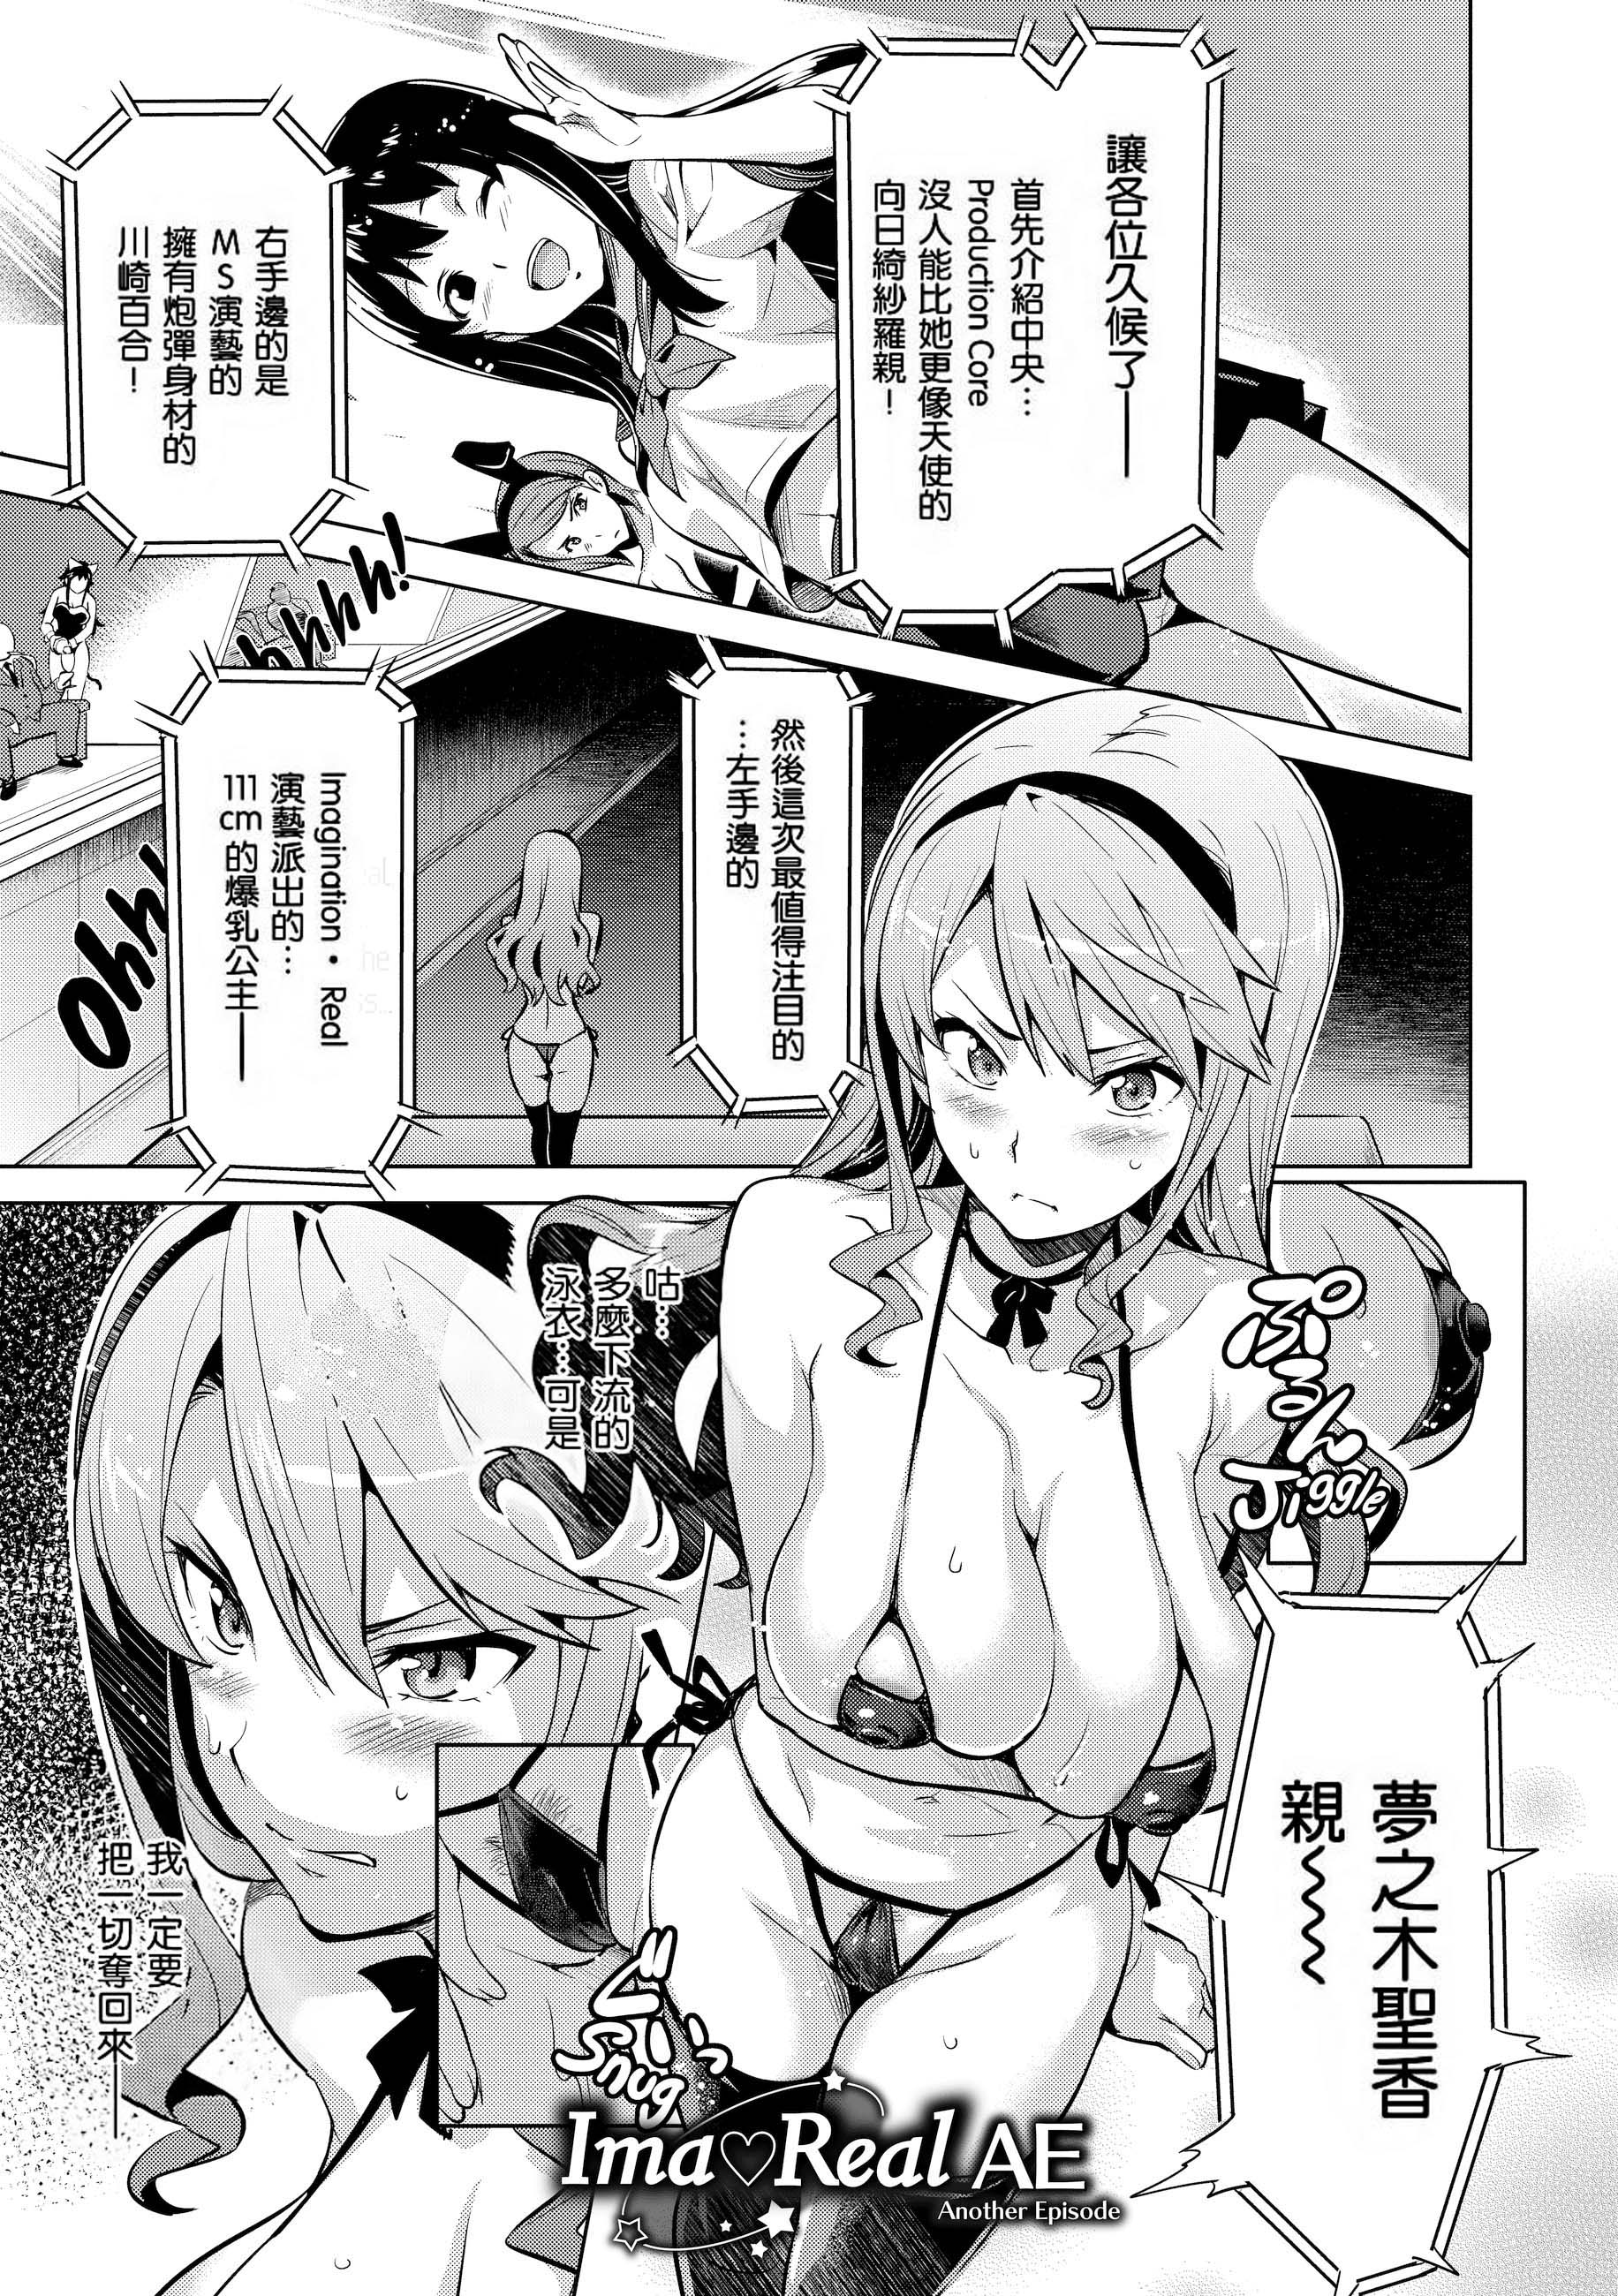 讓各位久候了──
首先介紹中央…
Production Core
沒人能比她更像天使的
向日綺紗羅親！
右手邊的是
MS演藝的
擁有炮彈身材的
川崎百合！
hhhh!
然後這次最值得注目的
…左手邊的
Imagination・Real
演藝派出的…
111cm的爆乳公主──
Ohhh
ぷるん
Jiggle
夢之木聖香
親～～～
咕…
多麼下流的
泳衣…可是
我一定要
把一切奪回來──
Snug
Ima♡Real AE
Another Episode